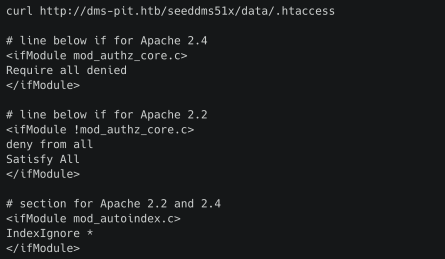 curl http://dms-pit.htb/seeddms51x/data/.htaccess
# line below if for Apache 2.4
<ifModule mod_authz_core.c>
Require all denied
</ifModule>
# line below if for Apache 2.2
<ifModule !mod_authz_core.c>
deny from all
Satisfy All
</ifModule>
# section for Apache 2.2 and 2.4
<ifModule mod_autoindex.c>
IndexIgnore *
</ifModule>